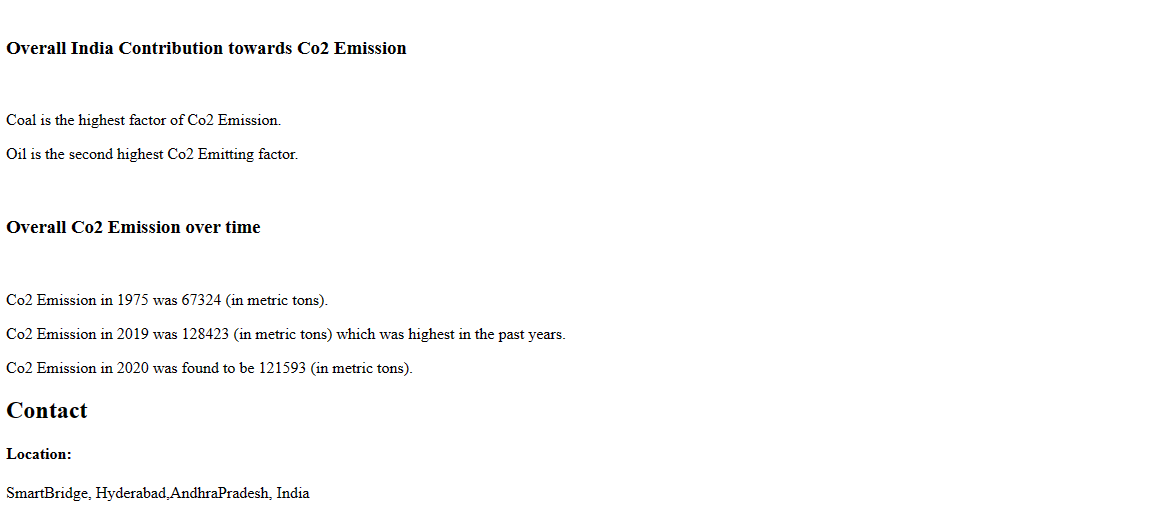 Overall India Contribution towards Co2 Emission
Coal is the highest factor of Co2 Emission.
Oil is the second highest Co2 Emitting factor.
Overall Co2 Emission over time
Co2 Emission in 1975 was 67324 (in metric tons).
Co2 Emission in 2019 was 128423 (in metric tons) which was highest in the past years.
Co2 Emission in 2020 was found to be 121593 (in metric tons).
Contact
Location:
SmartBridge, Hyderabad,AndhraPradesh, India